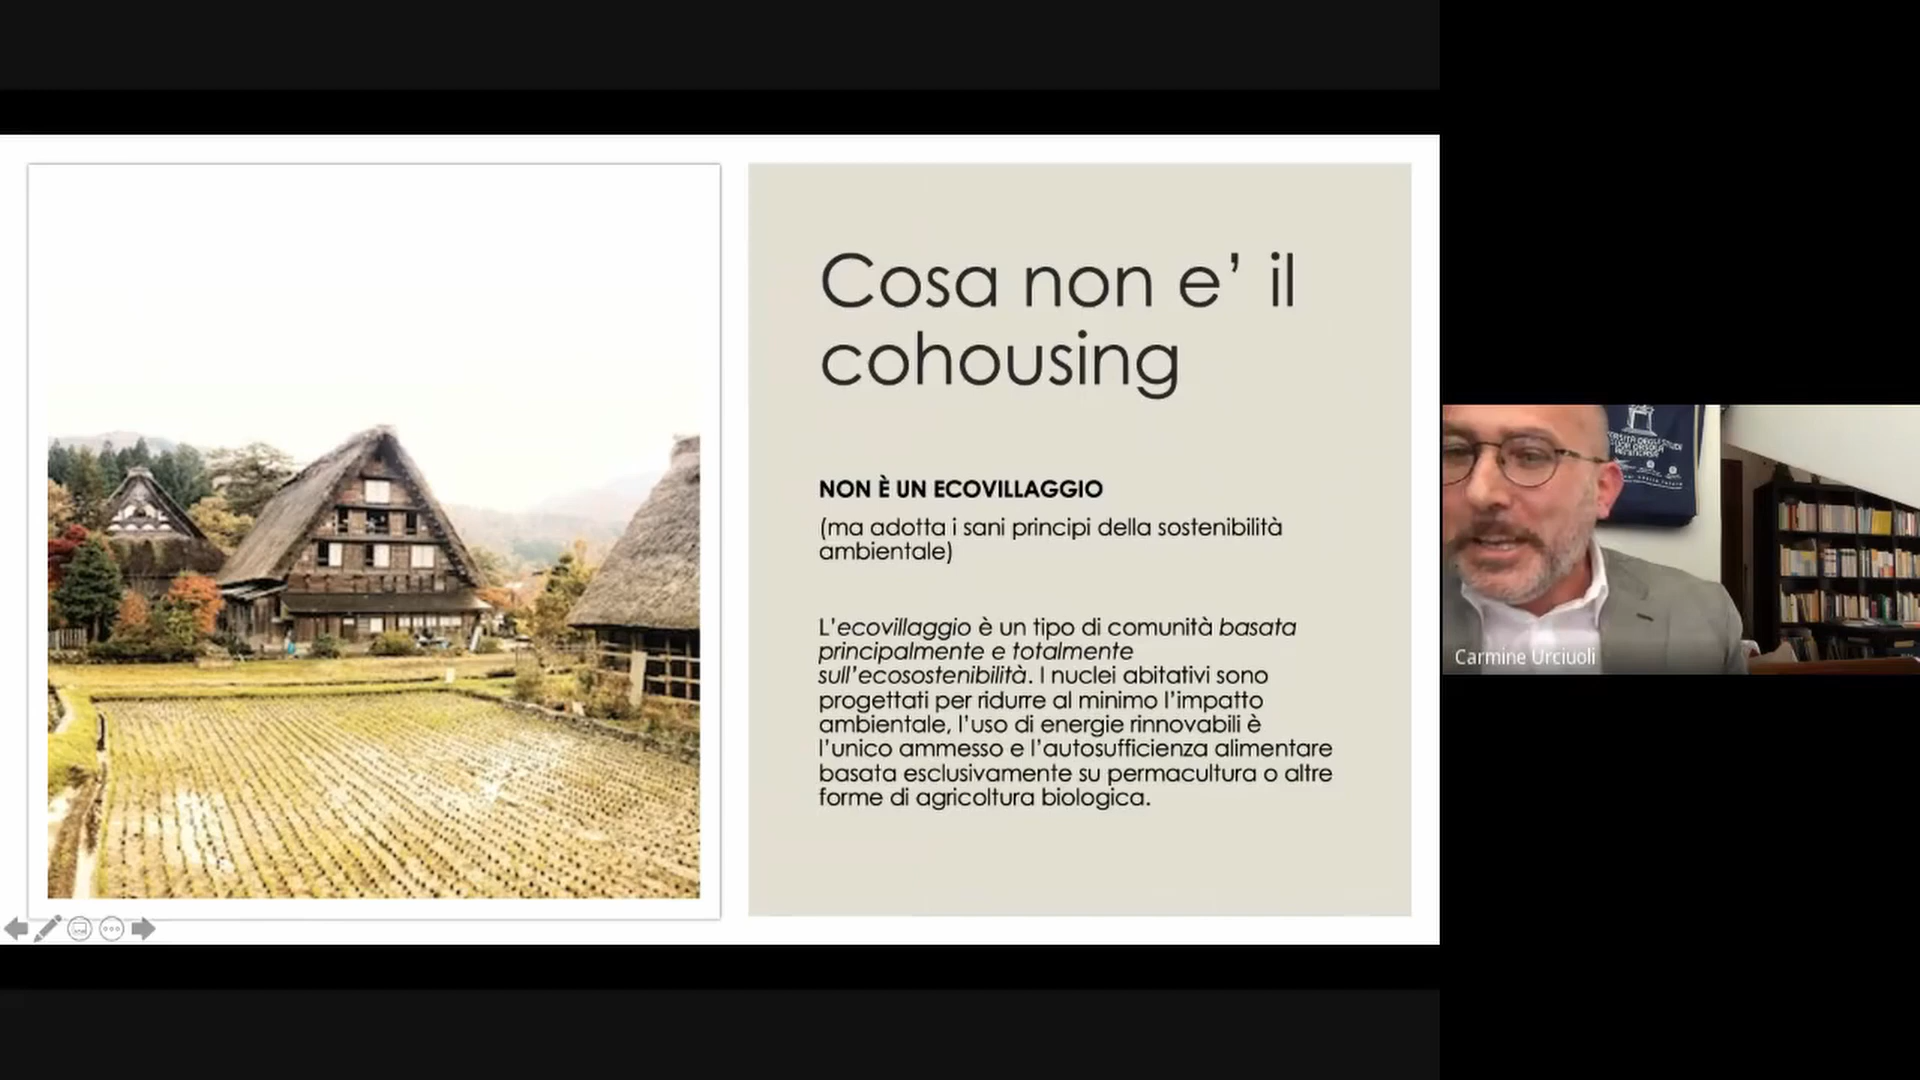 Cosa non e’ il
cohousing
NON È UN ECOVILLAGGIO
(ma adotta i sani principi della sostenibilità
ambientale)
L’ecovillaggio è un tipo di comunità basata
principalmente e totalmente
sull’ecosostenibilità. I nuclei abitativi sono
progettati per ridurre al minimo l’impatto
ambientale, l’uso di energie rinnovabili è
l’unico ammesso e l’autosufficienza alimentare
basata esclusivamente su permacultura o altre
forme di agricoltura biologica.
Carmine Urciuoli